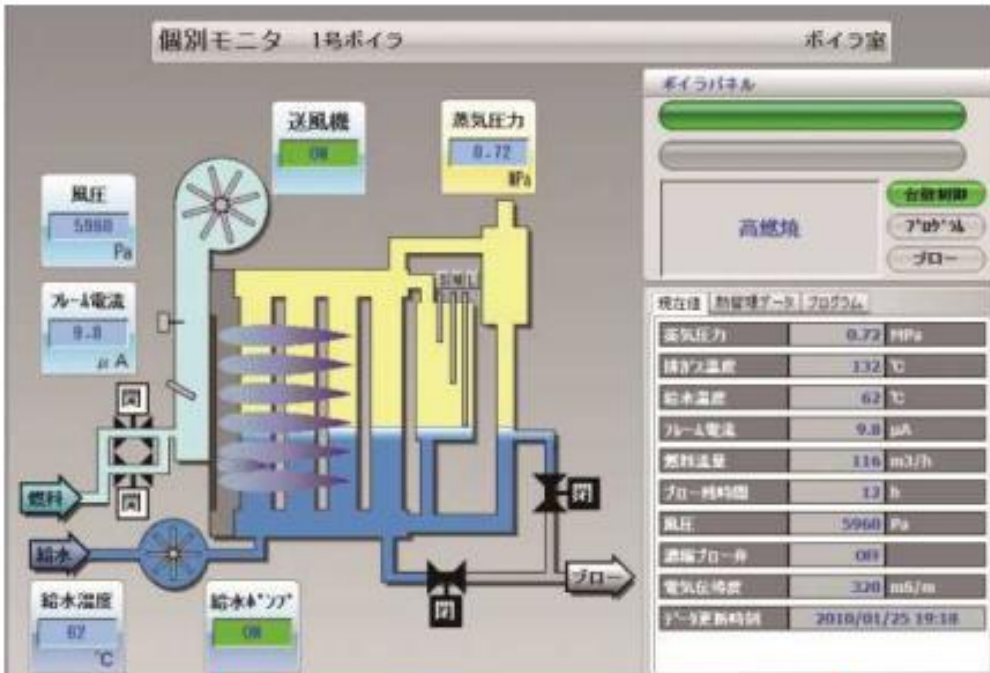 個別モニタ 1号ボイラ ボイラ室
ボイラパネル
送風機
ON
蒸気圧力
0.72
MPa
風圧
5960
Pa
フレーム電流
9.8
μA
S M L
開
開
燃料
給水
給水温度
62
℃
給水ポンプ
ON
閉
閉
ブロー
高燃焼
台数制御
プログラム
ブロー
現在値 熱管理データ プログラム
蒸気圧力 0.72 MPa
排ガス温度 132 ℃
給水温度 62 ℃
フレーム電流 9.8 μA
燃料流量 116 m3/h
ブロー残時間 12 h
風圧 5960 Pa
濃縮ブロー弁 OFF
電気伝導度 320 mS/m
データ更新時刻 2010/01/25 19:18